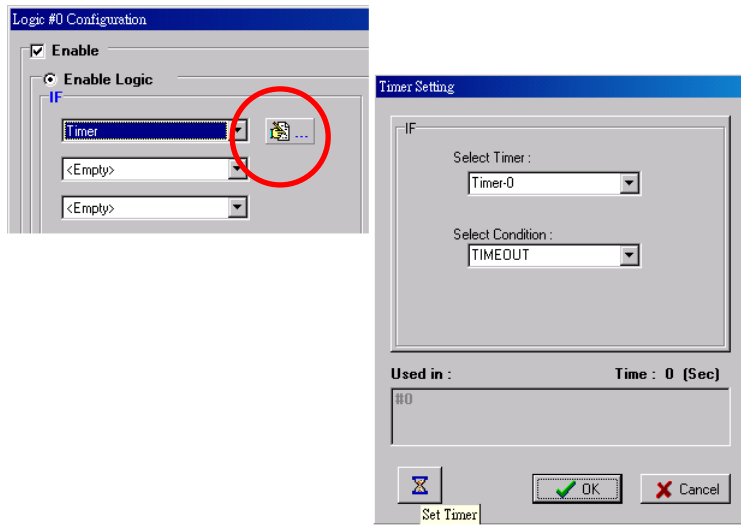 Logic #0 Configuration
Enable
Enable Logic
IF
Timer
...
<Empty>
<Empty>
Timer Setting
IF
Select Timer :
Timer-0
Select Condition :
TIMEOUT
Used in :
Time : 0 (Sec)
#0
OK
Cancel
Set Timer